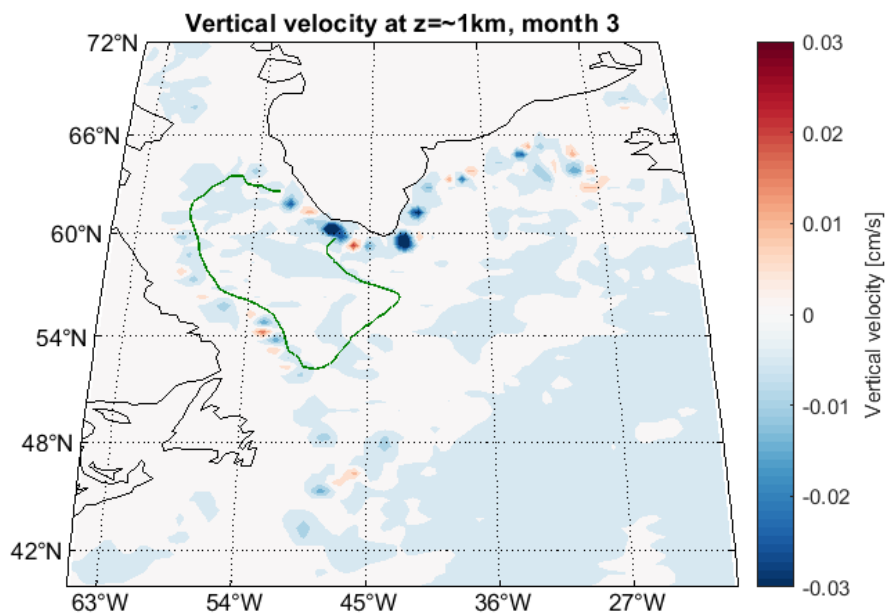 Vertical velocity at z=~1km, month 3
72°N
66°N
60°N
54°N
48°N
42°N
63°W
54°W
45°W
36°W
27°W
0.03
0.02
0.01
0
-0.01
-0.02
-0.03
Vertical velocity [cm/s]